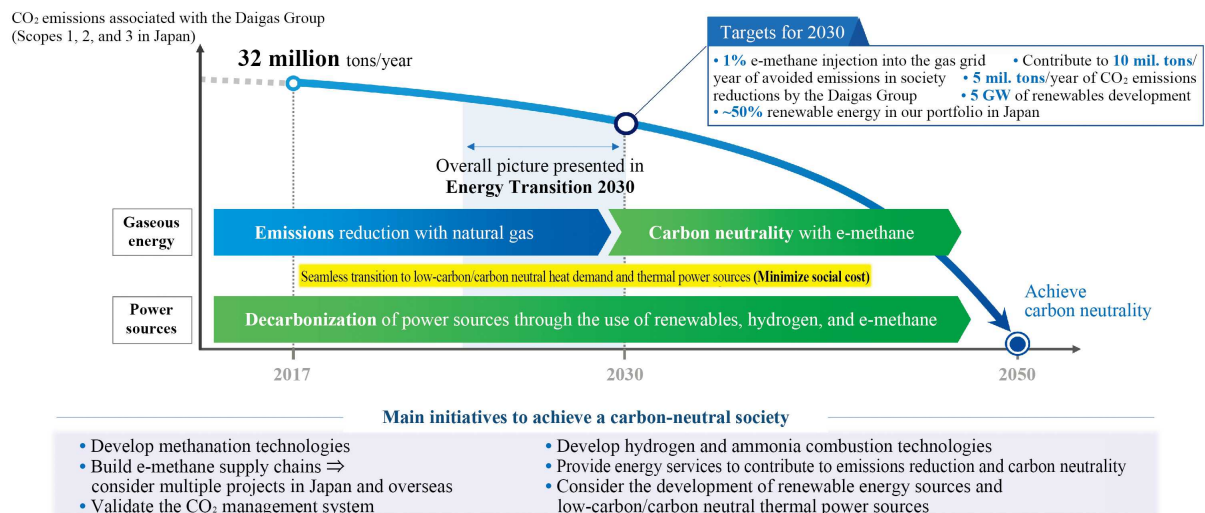 CO₂ emissions associated with the Daigas Group
(Scopes 1, 2, and 3 in Japan)
32 million tons/year
Targets for 2030
• 1% e-methane injection into the gas grid • Contribute to 10 mil. tons/
year of avoided emissions in society • 5 mil. tons/year of CO₂ emissions
reductions by the Daigas Group • 5 GW of renewables development
• ~50% renewable energy in our portfolio in Japan
Overall picture presented in
Energy Transition 2030
Gaseous
energy
Emissions reduction with natural gas
Carbon neutrality with e-methane
Seamless transition to low-carbon/carbon neutral heat demand and thermal power sources (Minimize social cost)
Power
sources
Decarbonization of power sources through the use of renewables, hydrogen, and e-methane
Achieve
carbon neutrality
2017
2030
2050
Main initiatives to achieve a carbon-neutral society
• Develop methanation technologies
• Build e-methane supply chains ⇒
consider multiple projects in Japan and overseas
• Validate the CO₂ management system
• Develop hydrogen and ammonia combustion technologies
• Provide energy services to contribute to emissions reduction and carbon neutrality
• Consider the development of renewable energy sources and
low-carbon/carbon neutral thermal power sources